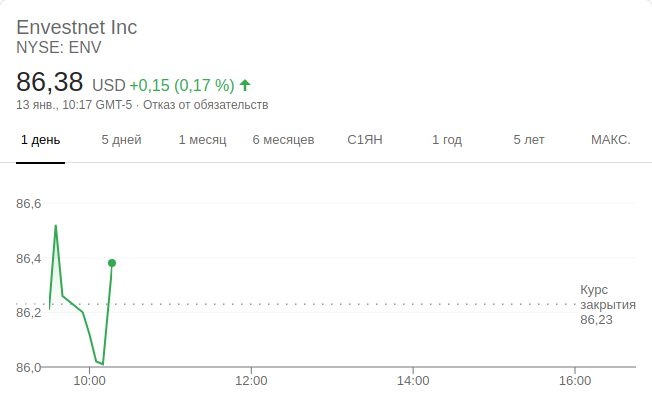 Envestnet Inc
NYSE: ENV
86,38 USD +0,15 (0,17 %) ↑
13 янв., 10:17 GMT-5 · Отказ от обязательств
1 день 5 дней 1 месяц 6 месяцев С1ЯН 1 год 5 лет МАКС.
86,6
86,4
Курс
закрытия
86,23
86,2
86,0
10:00 12:00 14:00 16:00